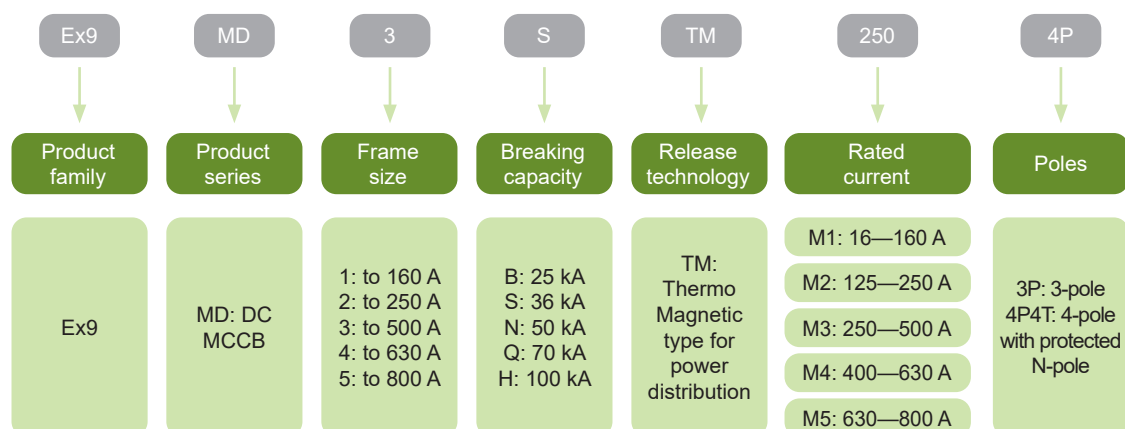 Ex9
MD
3
S
TM
250
4P
Product
family
Product
series
Frame
size
Breaking
capacity
Release
technology
Rated
current
Poles
Ex9
MD: DC
MCCB
1: to 160 A
2: to 250 A
3: to 500 A
4: to 630 A
5: to 800 A
B: 25 kA
S: 36 kA
N: 50 kA
Q: 70 kA
H: 100 kA
TM:
Thermo
Magnetic
type for
power
distribution
M1: 16—160 A
M2: 125—250 A
M3: 250—500 A
M4: 400—630 A
M5: 630—800 A
3P: 3-pole
4P4T: 4-pole
with protected
N-pole